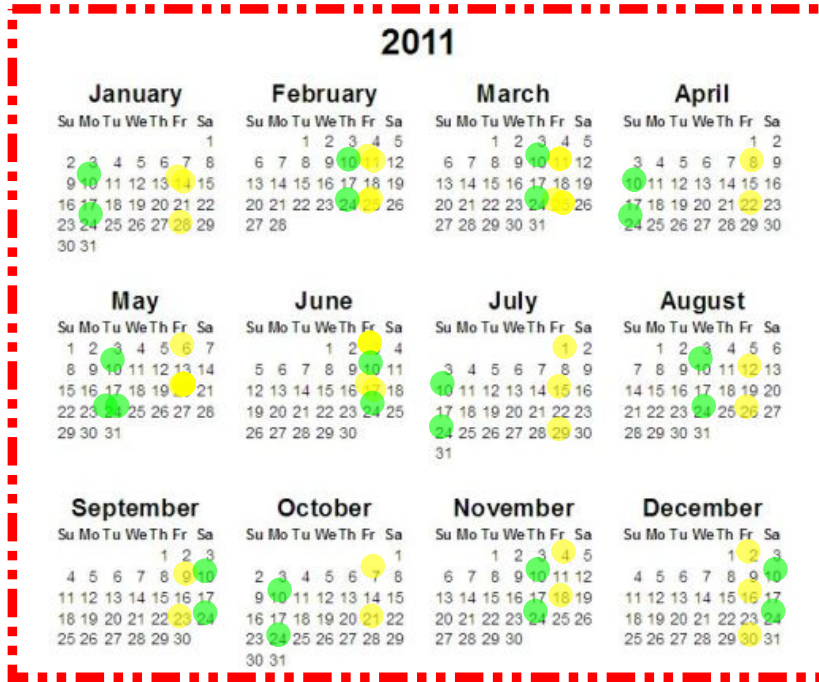 2011
January
Su Mo Tu We Th Fr Sa
1
2 3 4 5 6 7 8
9 10 11 12 13 14 15
16 17 18 19 20 21 22
23 24 25 26 27 28 29
30 31
February
Su Mo Tu We Th Fr Sa
1 2 3 4 5
6 7 8 9 10 11 12
13 14 15 16 17 18 19
20 21 22 23 24 25 26
27 28
March
Su Mo Tu We Th Fr Sa
1 2 3 4 5
6 7 8 9 10 11 12
13 14 15 16 17 18 19
20 21 22 23 24 25 26
27 28 29 30 31
April
Su Mo Tu We Th Fr Sa
1 2
3 4 5 6 7 8 9
10 11 12 13 14 15 16
17 18 19 20 21 22 23
24 25 26 27 28 29 30
May
Su Mo Tu We Th Fr Sa
1 2 3 4 5 6 7
8 9 10 11 12 13 14
15 16 17 18 19 21
22 23 24 25 26 27 28
29 30 31
June
Su Mo Tu We Th Fr Sa
1 2 4
5 6 7 8 9 10 11
12 13 14 15 16 17 18
19 20 21 22 23 24 25
26 27 28 29 30
July
Su Mo Tu We Th Fr Sa
1 2
3 4 5 6 7 8 9
10 11 12 13 14 15 16
17 18 19 20 21 22 23
24 25 26 27 28 29 30
31
August
Su Mo Tu We Th Fr Sa
1 2 3 4 5 6
7 8 9 10 11 12 13
14 15 16 17 18 19 20
21 22 23 24 25 26 27
28 29 30 31
September
Su Mo Tu We Th Fr Sa
1 2 3
4 5 6 7 8 9 10
11 12 13 14 15 16 17
18 19 20 21 22 23 24
25 26 27 28 29 30
October
Su Mo Tu We Th Fr Sa
1
2 3 4 5 6 7 8
9 10 11 12 13 14 15
16 17 18 19 20 21 22
23 24 25 26 27 28 29
30 31
November
Su Mo Tu We Th Fr Sa
1 2 3 4 5
6 7 8 9 10 11 12
13 14 15 16 17 18 19
20 21 22 23 24 25 26
27 28 29 30
December
Su Mo Tu We Th Fr Sa
1 2 3
4 5 6 7 8 9 10
11 12 13 14 15 16 17
18 19 20 21 22 23 24
25 26 27 28 29 30 31